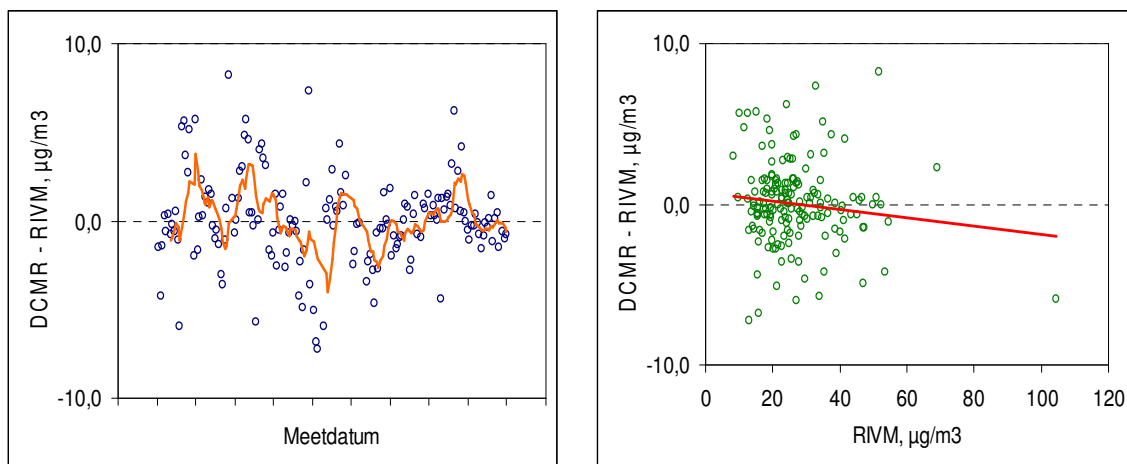 10,0
0,0
-10,0
DCMR - RIVM, µg/m3
Meetdatum
10,0
0,0
-10,0
DCMR - RIVM, µg/m3
0 20 40 60 80 100 120
RIVM, µg/m3